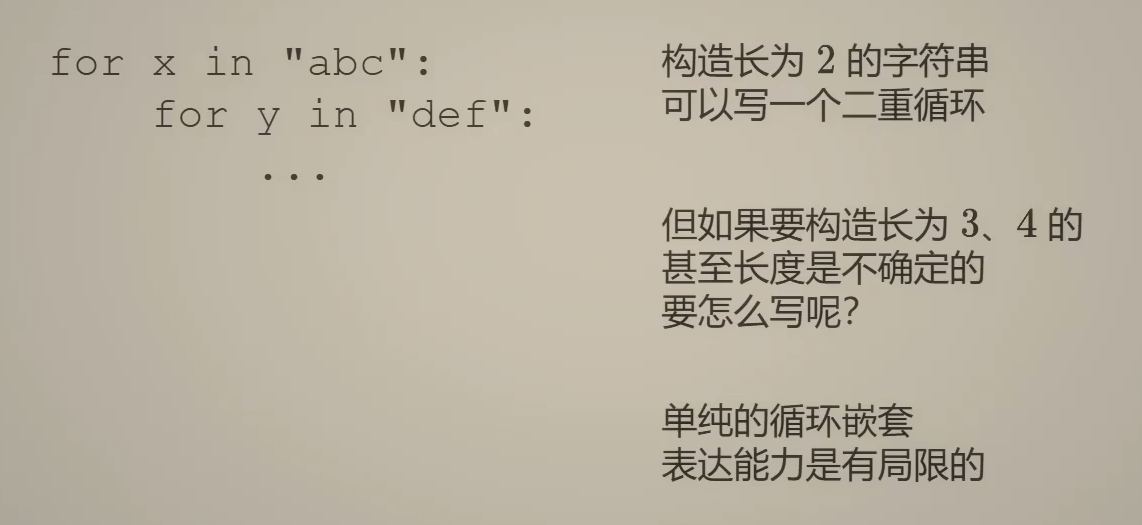 for x in "abc":
for y in "def":
...
构造长为 2 的字符串
可以写一个二重循环
但如果要构造长为 3、4 的
甚至长度是不确定的
要怎么写呢？
单纯的循环嵌套
表达能力是有局限的